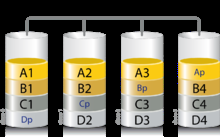 A1 A2 A3 Ap
B1 B2 Bp B4
C1 Cp C3 C4
Dp D2 D3 D4